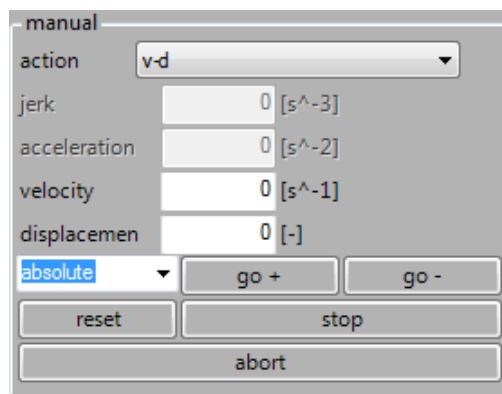 manual
action v-d
jerk 0 [s^-3]
acceleration 0 [s^-2]
velocity 0 [s^-1]
displacemen 0 [-]
absolute go + go -
reset stop
abort